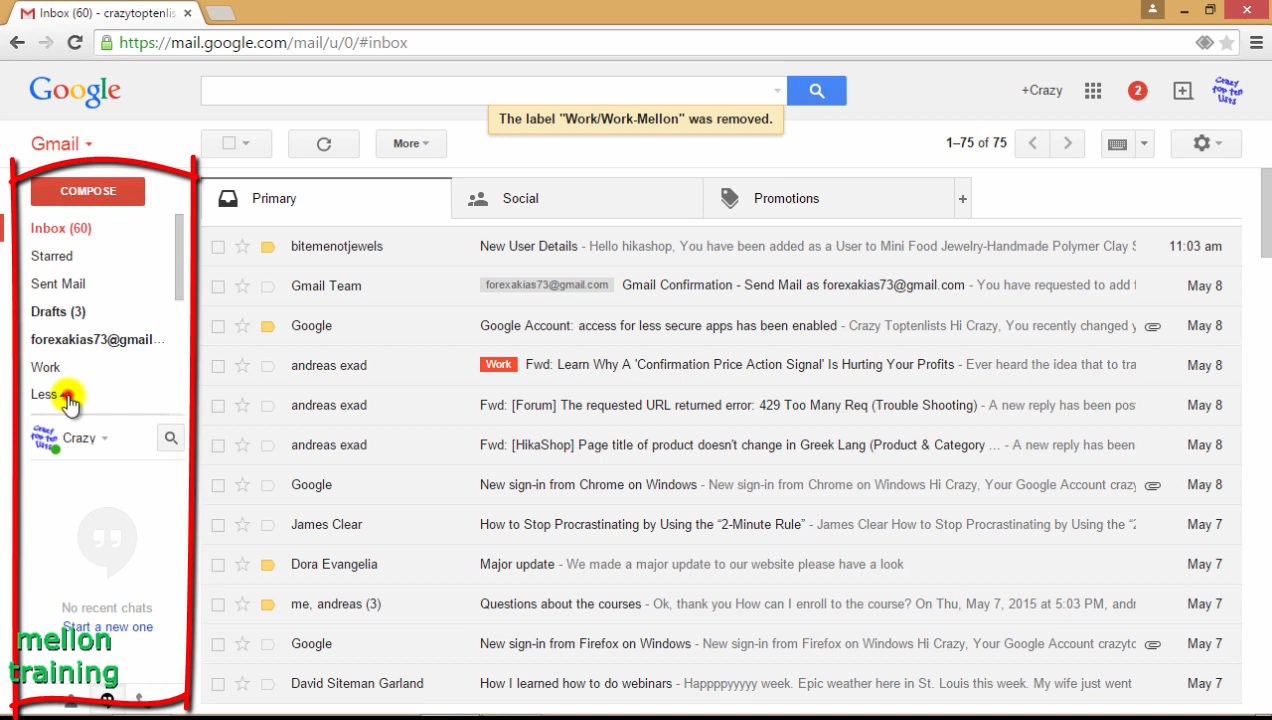 Inbox (60) - crazytoptenlis
https://mail.google.com/mail/u/0/#inbox
Google
+Crazy
2
Crazy top ten Lists
The label "Work/Work-Mellon" was removed.
Gmail
More
1–75 of 75
COMPOSE
Primary
Social
Promotions
+
Inbox (60)
Starred
Sent Mail
Drafts (3)
forexakias73@gmail...
Work
Less
Crazy top ten Lists
Crazy
No recent chats
Start a new one
mellon
training
bitemenotjewels New User Details - Hello hikashop, You have been added as a User to Mini Food Jewelry-Handmade Polymer Clay S 11:03 am
Gmail Team forexakias73@gmail.com Gmail Confirmation - Send Mail as forexakias73@gmail.com - You have requested to add f May 8
Google Google Account: access for less secure apps has been enabled - Crazy Toptenlists Hi Crazy, You recently changed y May 8
andreas exad Work Fwd: Learn Why A 'Confirmation Price Action Signal' Is Hurting Your Profits - Ever heard the idea that to tra May 8
andreas exad Fwd: [Forum] The requested URL returned error: 429 Too Many Req (Trouble Shooting) - A new reply has been pos May 8
andreas exad Fwd: [HikaShop] Page title of product doesn't change in Greek Lang (Product & Category ... - A new reply has been May 8
Google New sign-in from Chrome on Windows - New sign-in from Chrome on Windows Hi Crazy, Your Google Account crazy May 8
James Clear How to Stop Procrastinating by Using the “2-Minute Rule” - James Clear How to Stop Procrastinating by Using the “2 May 7
Dora Evangelia Major update - We made a major update to our website please have a look May 7
me, andreas (3) Questions about the courses - Ok, thank you How can I enroll to the course? On Thu, May 7, 2015 at 5:03 PM, andr May 7
Google New sign-in from Firefox on Windows - New sign-in from Firefox on Windows Hi Crazy, Your Google Account crazyto May 7
David Siteman Garland How I learned how to do webinars - Happppyyyyy week. Epic weather here in St. Louis this week. My wife just went May 7